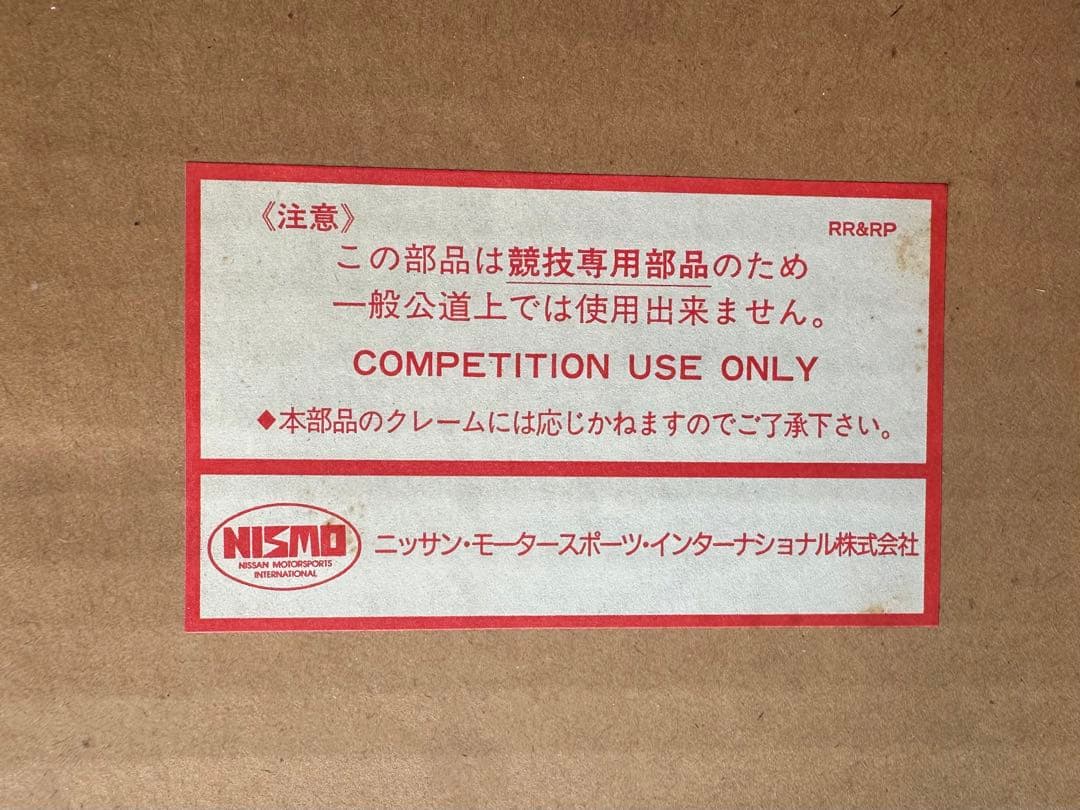 《注意》
RR&RP
この部品は競技専用部品のため
一般公道上では使用出来ません。
COMPETITION USE ONLY
◆本部品のクレームには応じかねますのでご了承下さい。
NISMO
NISSAN MOTORSPORTS
INTERNATIONAL
ニッサン・モータースポーツ・インターナショナル株式会社